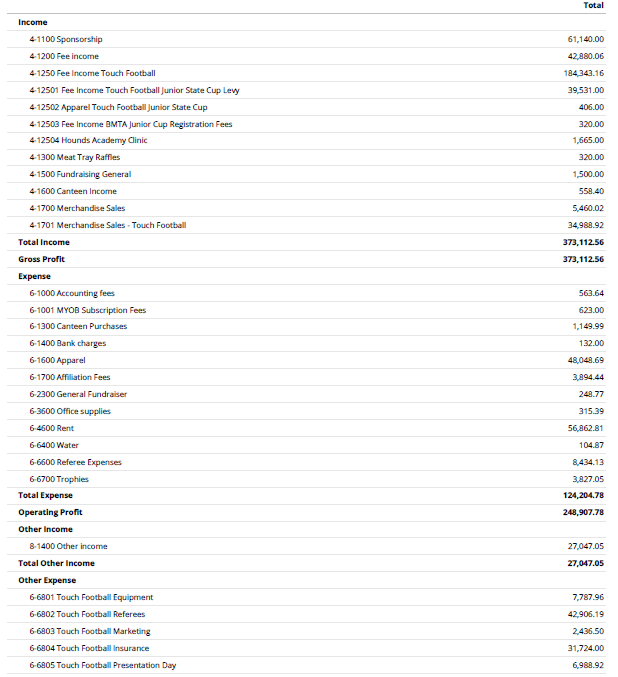 Total
Income
4-1100 Sponsorship 61,140.00
4-1200 Fee income 42,880.06
4-1250 Fee Income Touch Football 184,343.16
4-12501 Fee Income Touch Football Junior State Cup Levy 39,531.00
4-12502 Apparel Touch Football Junior State Cup 406.00
4-12503 Fee Income BMTA Junior Cup Registration Fees 320.00
4-12504 Hounds Academy Clinic 1,665.00
4-1300 Meat Tray Raffles 320.00
4-1500 Fundraising General 1,500.00
4-1600 Canteen Income 558.40
4-1700 Merchandise Sales 5,460.02
4-1701 Merchandise Sales - Touch Football 34,988.92
Total Income 373,112.56
Gross Profit 373,112.56
Expense
6-1000 Accounting fees 563.64
6-1001 MYOB Subscription Fees 623.00
6-1300 Canteen Purchases 1,149.99
6-1400 Bank charges 132.00
6-1600 Apparel 48,048.69
6-1700 Affiliation Fees 3,894.44
6-2300 General Fundraiser 248.77
6-3600 Office supplies 315.39
6-4600 Rent 56,862.81
6-6400 Water 104.87
6-6600 Referee Expenses 8,434.13
6-6700 Trophies 3,827.05
Total Expense 124,204.78
Operating Profit 248,907.78
Other Income
8-1400 Other income 27,047.05
Total Other Income 27,047.05
Other Expense
6-6801 Touch Football Equipment 7,787.96
6-6802 Touch Football Referees 42,906.19
6-6803 Touch Football Marketing 2,436.50
6-6804 Touch Football Insurance 31,724.00
6-6805 Touch Football Presentation Day 6,988.92